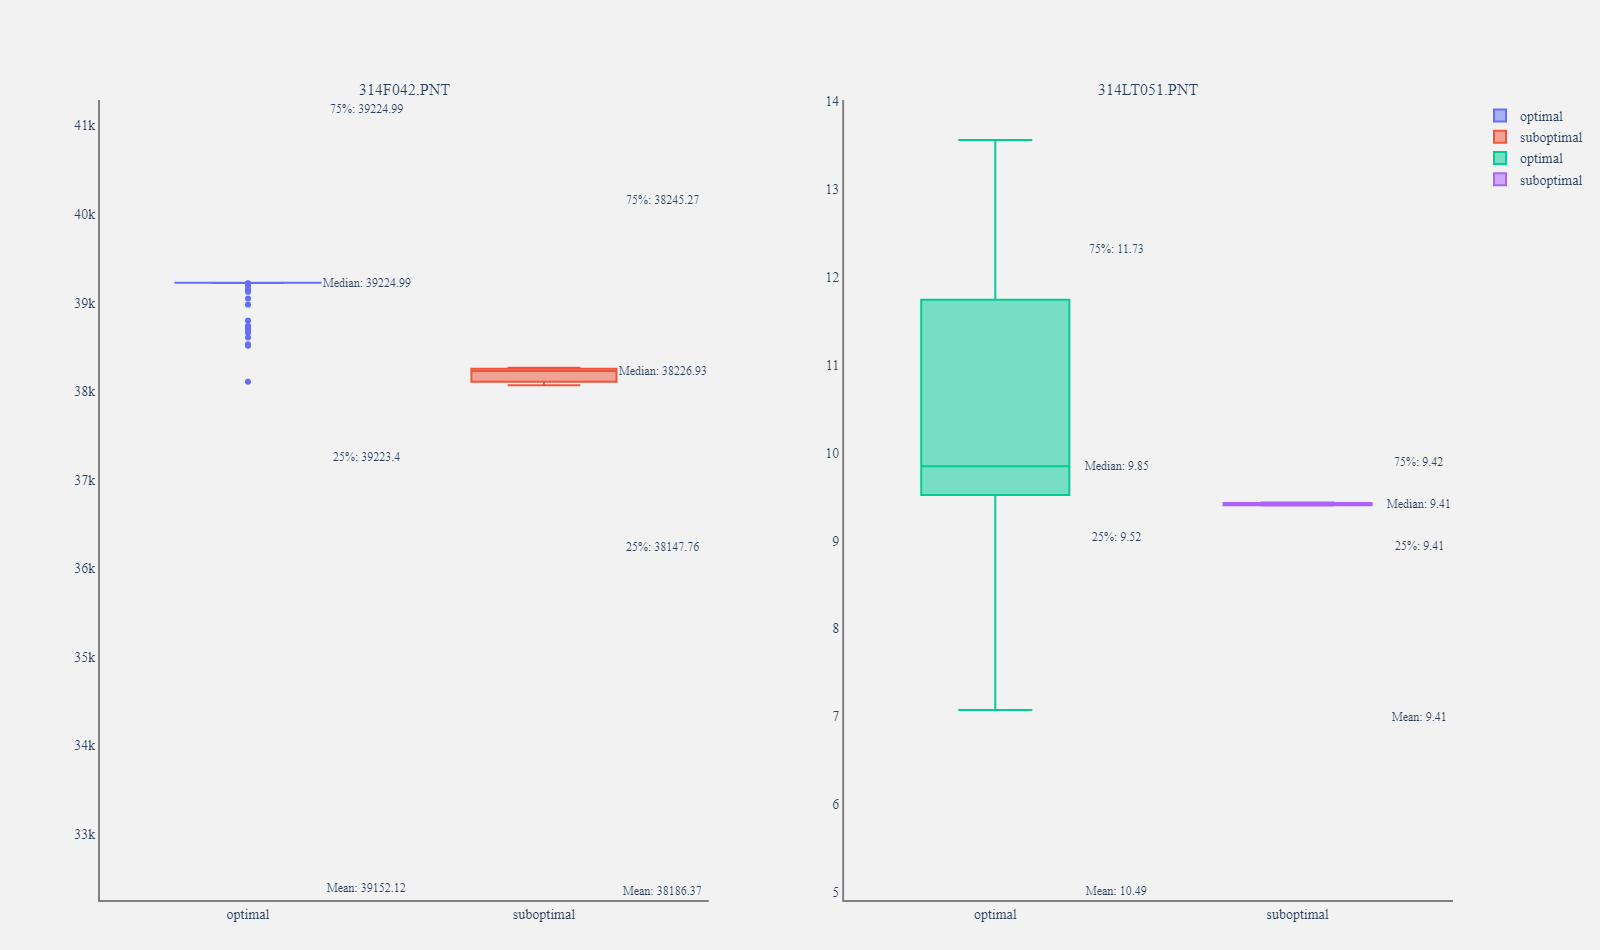 314F042.PNT
75%: 39224.99
41k
75%: 38245.27
40k
Median: 39224.99
39k
Median: 38226.93
38k
25%: 39223.4
37k
25%: 38147.76
36k
35k
34k
33k
Mean: 39152.12
Mean: 38186.37
optimal
suboptimal
314LT051.PNT
14
13
75%: 11.73
12
11
10
Median: 9.85
75%: 9.42
Median: 9.41
25%: 9.52
9
25%: 9.41
8
7
Mean: 9.41
6
5
Mean: 10.49
optimal
suboptimal
optimal
suboptimal
optimal
suboptimal